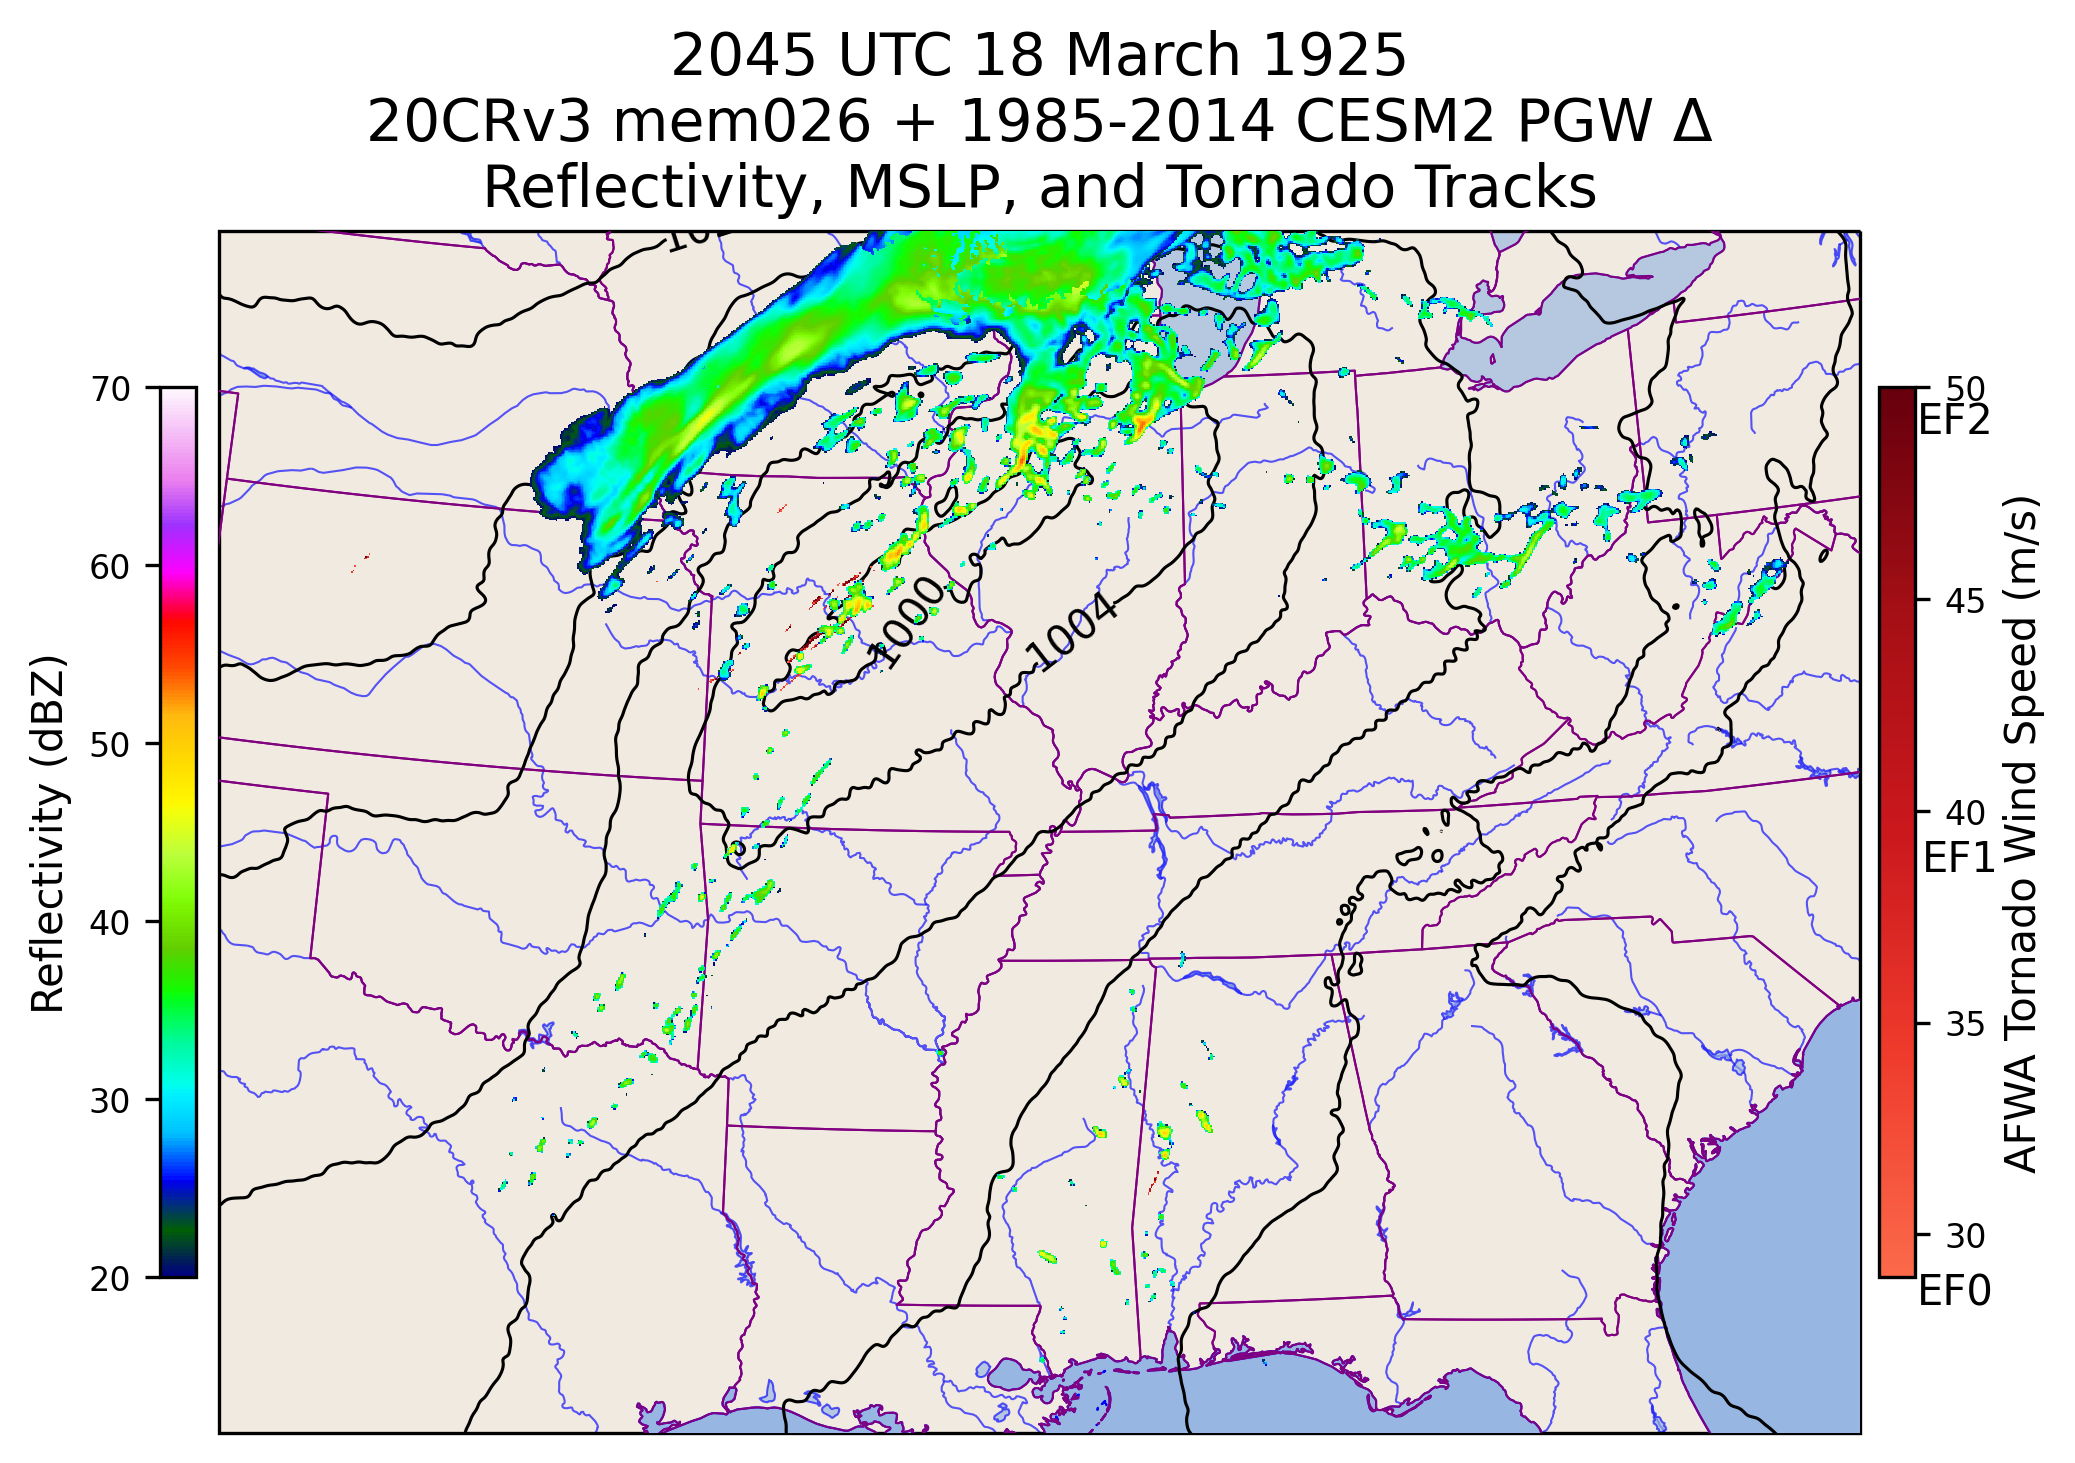 2045 UTC 18 March 1925
20CRv3 mem026 + 1985-2014 CESM2 PGW Δ
Reflectivity, MSLP, and Tornado Tracks
70
60
50
40
30
20
Reflectivity (dBZ)
1000
1004
50
EF2
45
40
EF1
35
30
EF0
AFWA Tornado Wind Speed (m/s)